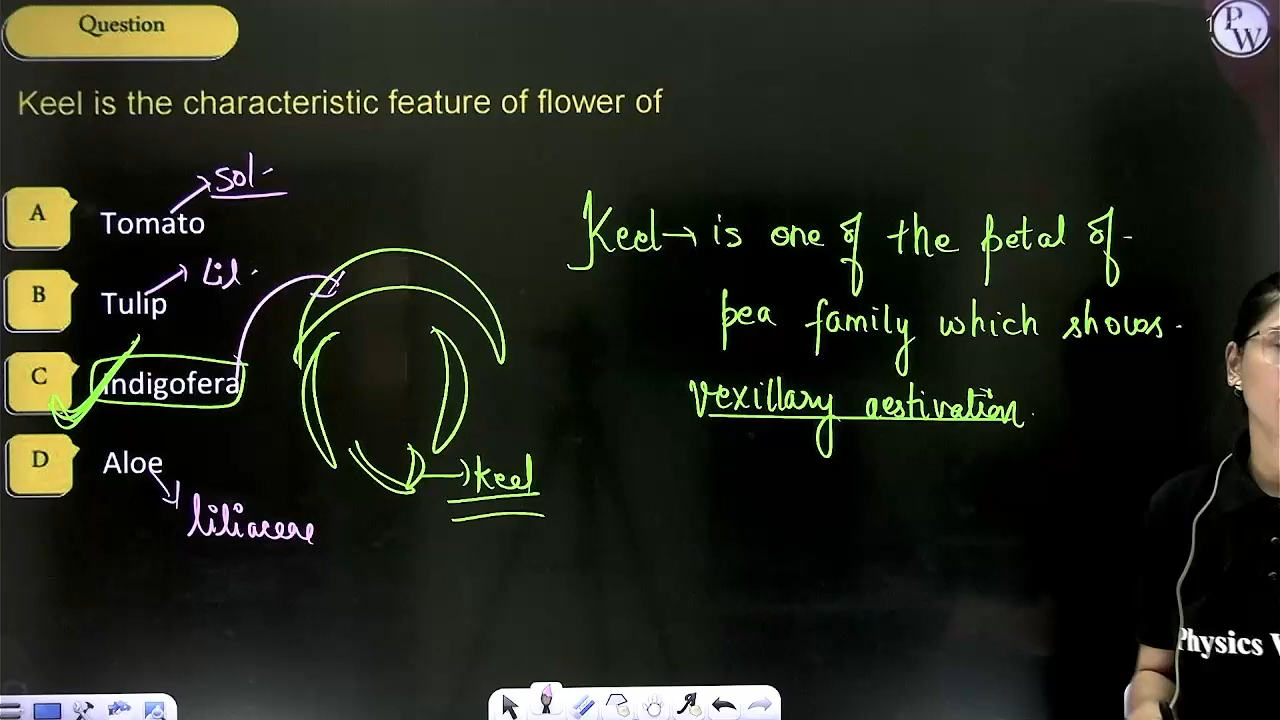 Question
PW
Keel is the characteristic feature of flower of
A Tomato → Sol.
B Tulip → Lil.
C Indigofera
D Aloe → liliaceae
→ Keel
Keel → is one of the petal of
pea family which shows
vexillary aestivation.
Physics W